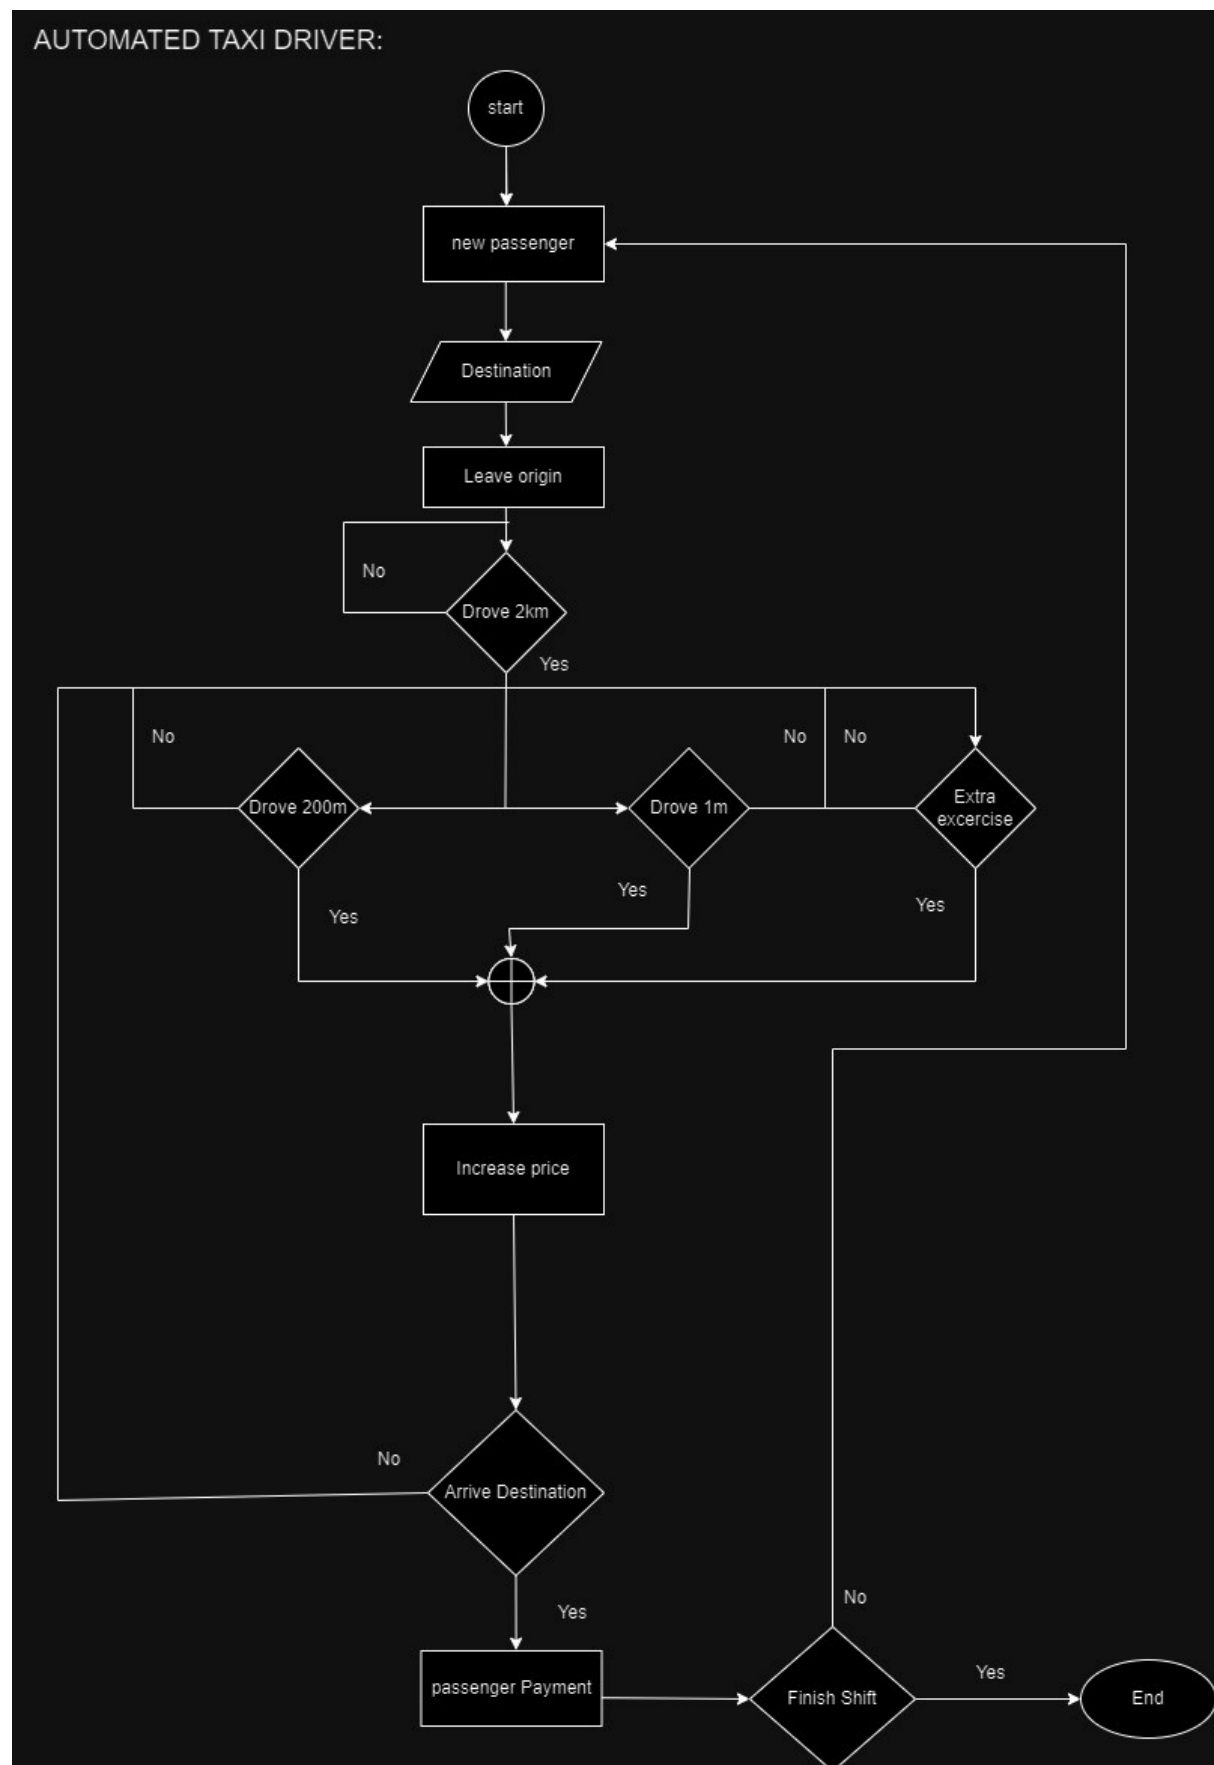 AUTOMATED TAXI DRIVER:
start
new passenger
Destination
Leave origin
No
Drove 2km
Yes
No
No
No
Drove 200m
Drove 1m
Extra
excercise
Yes
Yes
Yes
Increase price
No
Arrive Destination
Yes
No
passenger Payment
Finish Shift
Yes
End